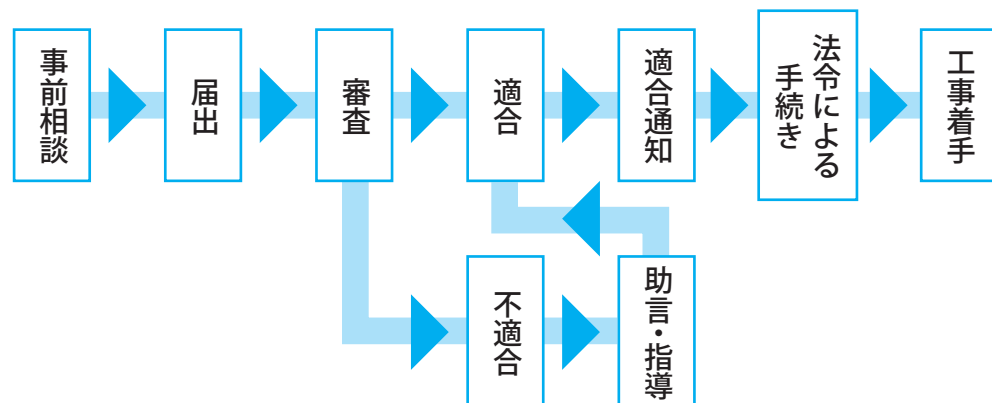 事前相談
届出
審査
適合
適合通知
法令による
手続き
工事着手
不適合
助言・指導